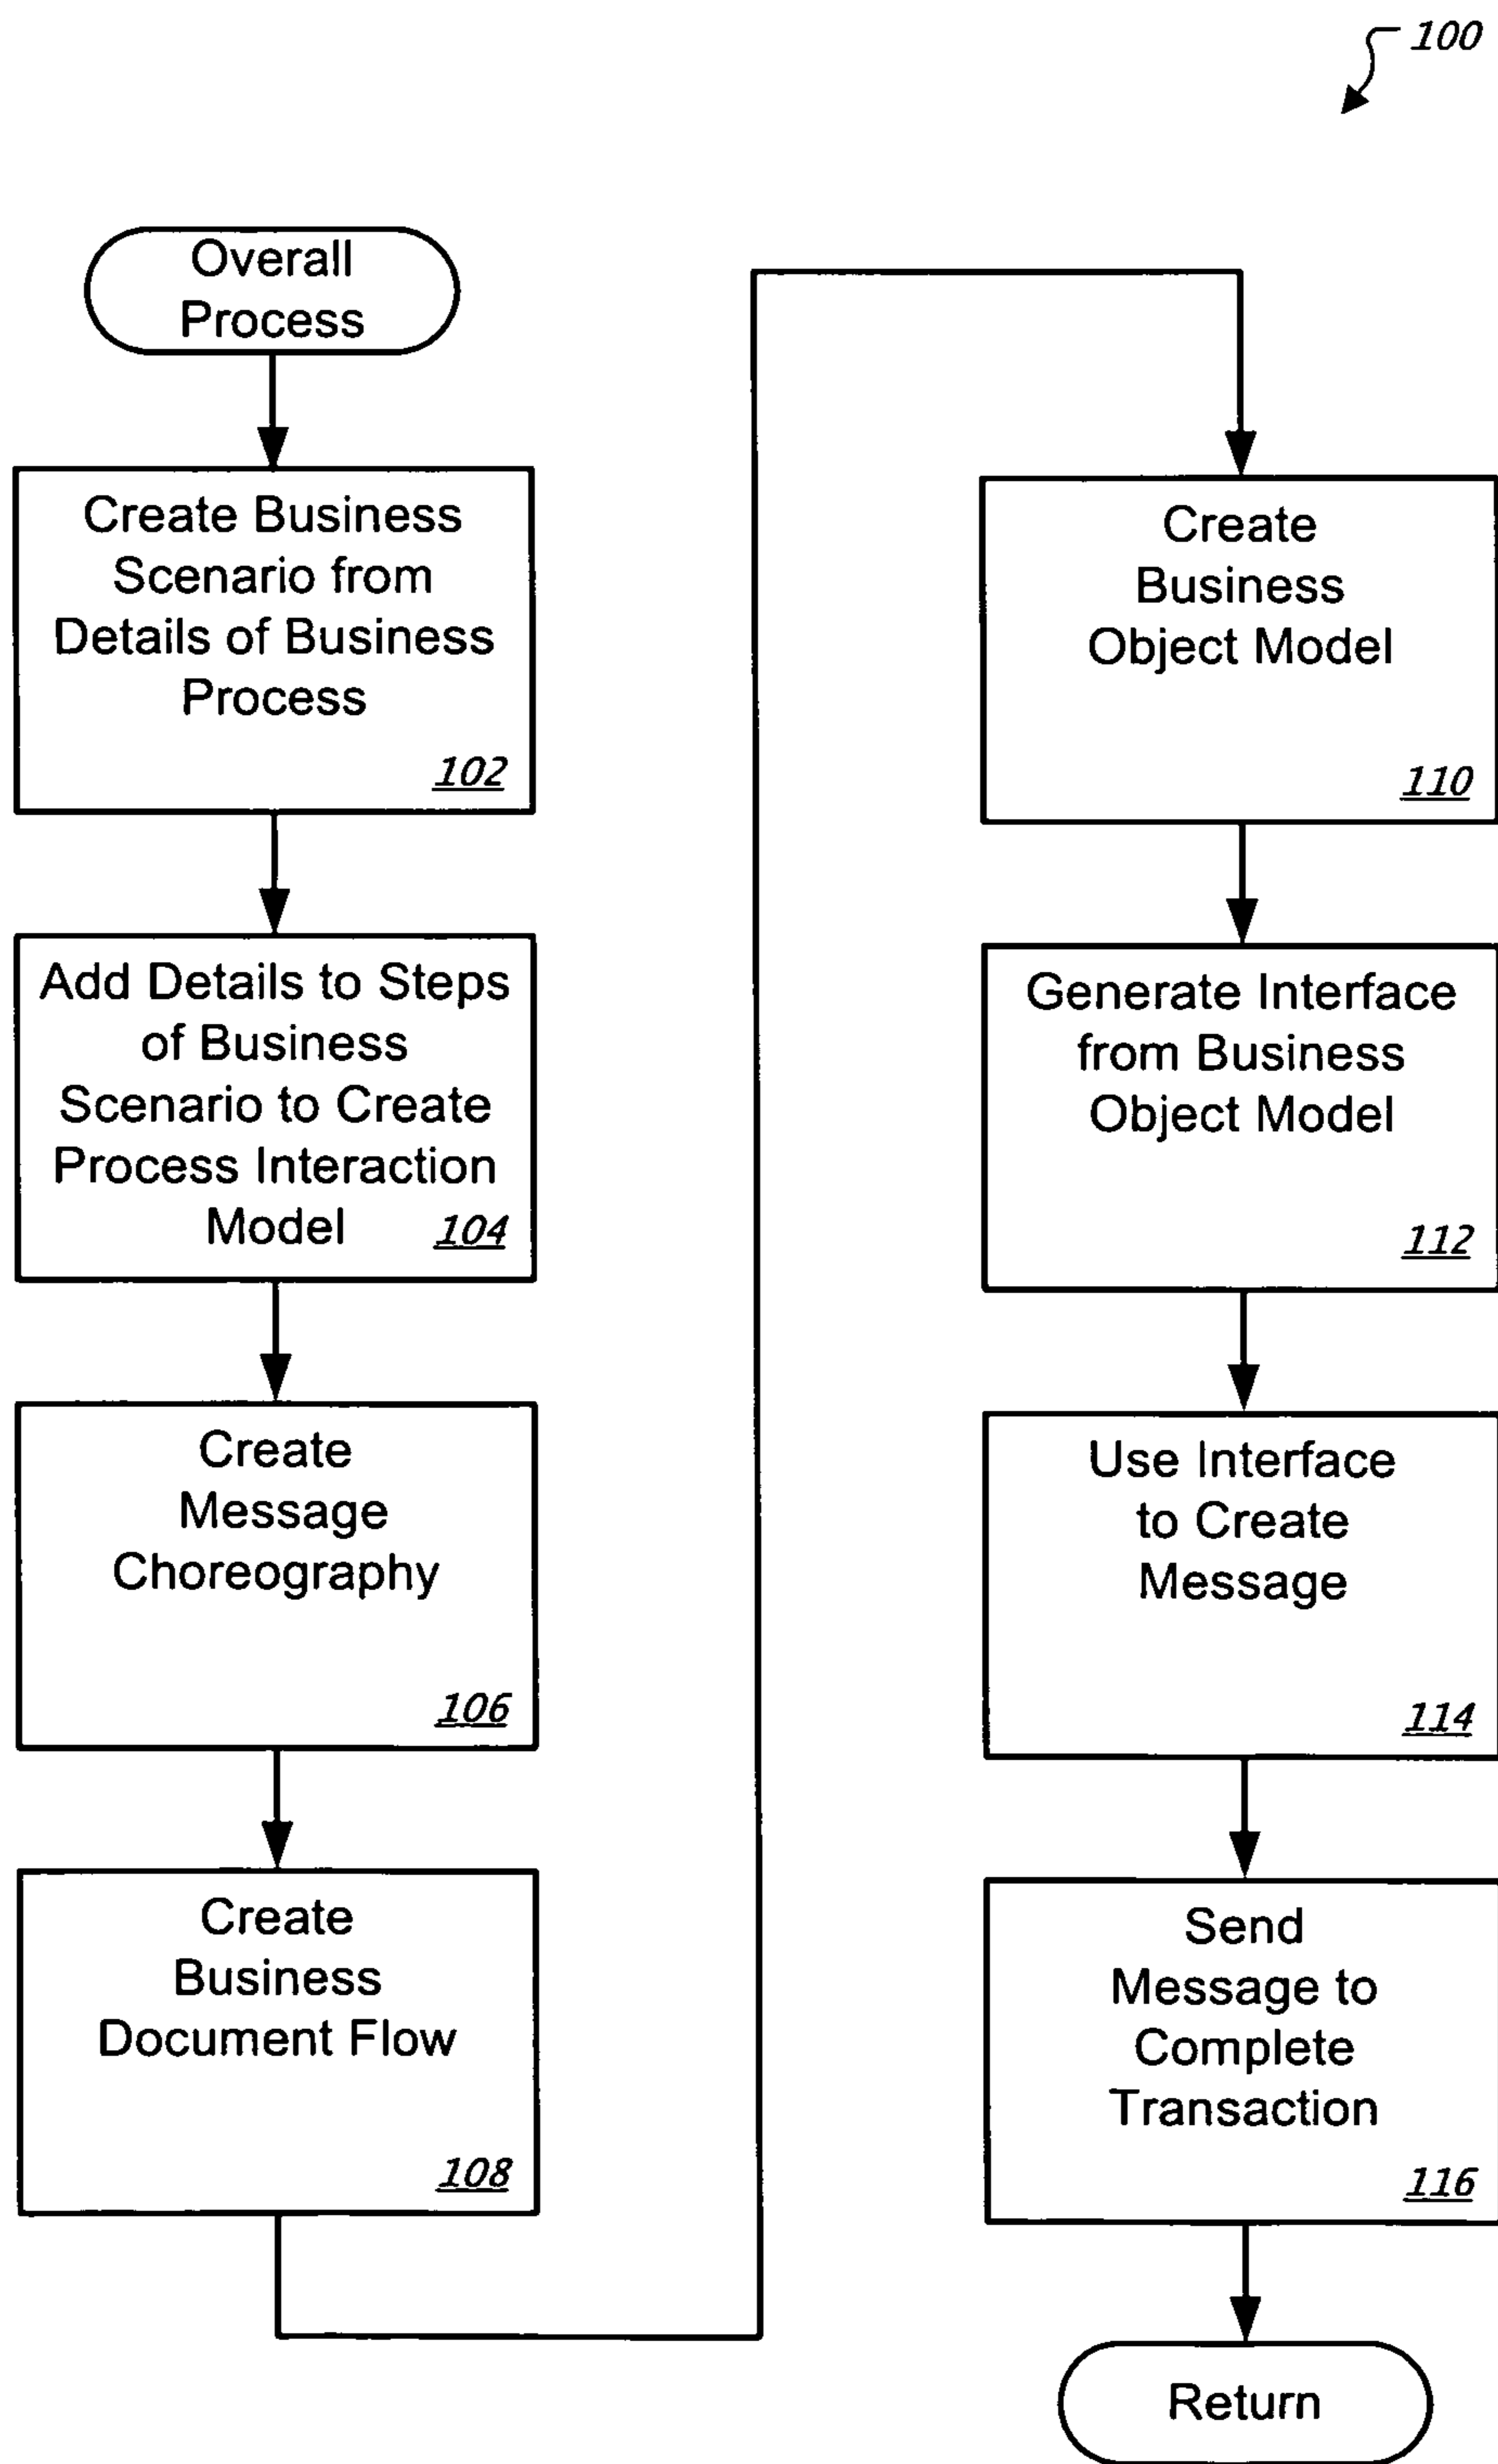 100
Overall
Process
Create Business
Scenario from
Details of Business
Process
102
Add Details to Steps
of Business
Scenario to Create
Process Interaction
Model 104
Create
Message
Choreography
106
Create
Business
Document Flow
108
Create
Business
Object Model
110
Generate Interface
from Business
Object Model
112
Use Interface
to Create
Message
114
Send
Message to
Complete
Transaction
116
Return